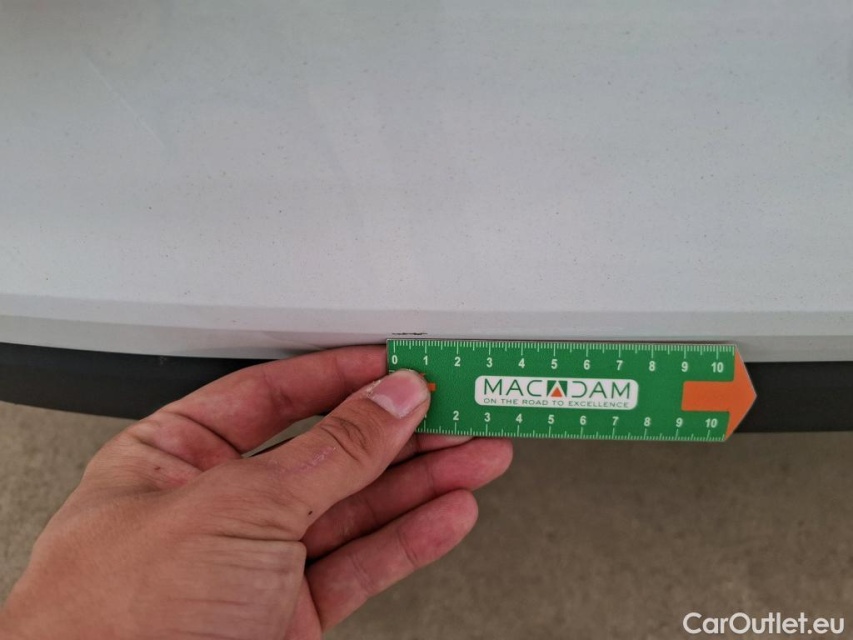 0 1 2 3 4 5 6 7 8 9 10
MACADAM
ON THE ROAD TO EXCELLENCE
2 3 4 5 6 7 8 9 10
CarOutlet.eu